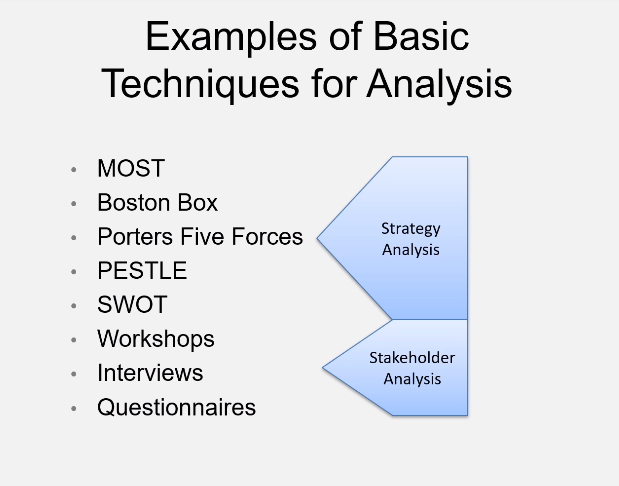 Examples of Basic
Techniques for Analysis
MOST
Boston Box
Porters Five Forces
PESTLE
SWOT
Workshops
Interviews
Questionnaires
Strategy
Analysis
Stakeholder
Analysis